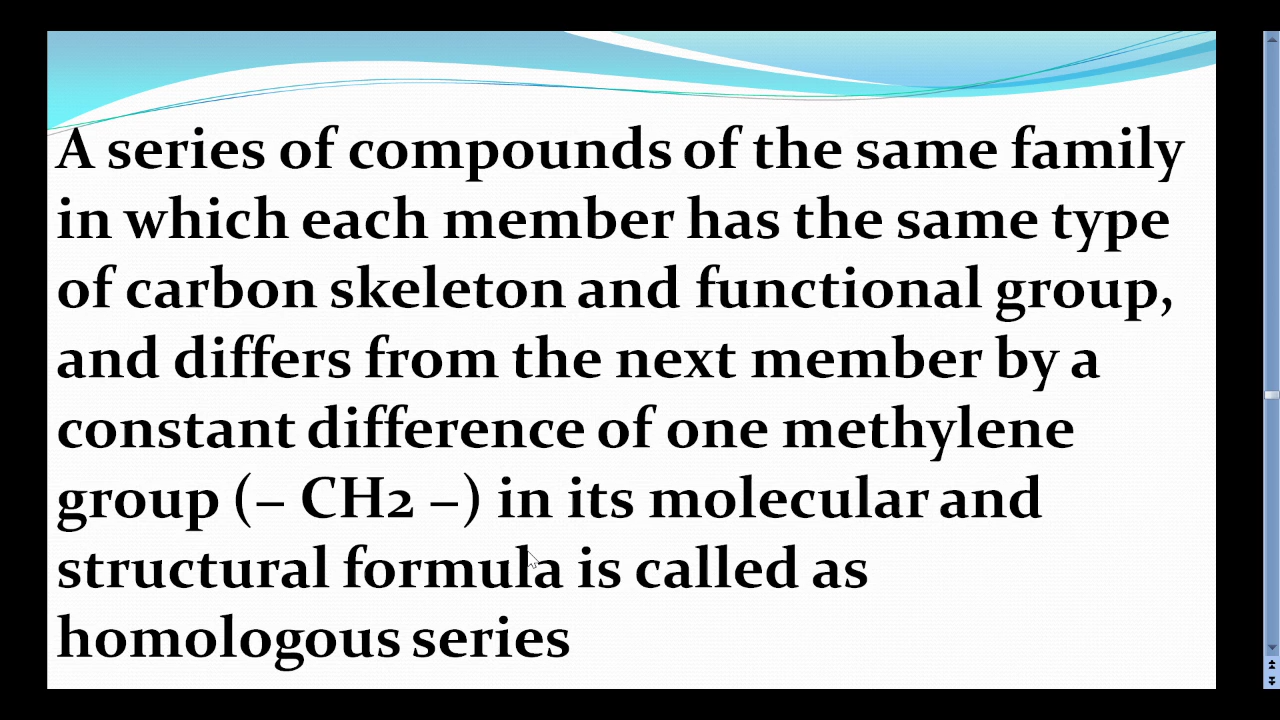 A series of compounds of the same family
in which each member has the same type
of carbon skeleton and functional group,
and differs from the next member by a
constant difference of one methylene
group (– CH2 –) in its molecular and
structural formula is called as
homologous series